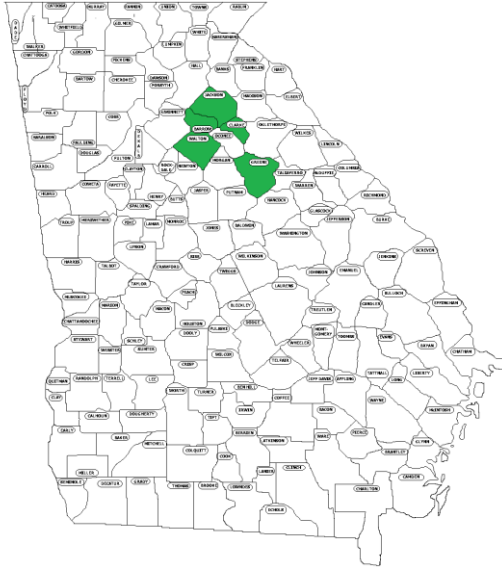 CATOOSA MURRAY FANNIN UNION TOWNS RABUN
DADE WHITFIELD GILMER WHITE HABERSHAM
WALKER LUMPKIN STEPHENS
CHATTOOGA GORDON PICKENS HALL BANKS FRANKLIN HART
BARTOW CHEROKEE DAWSON FORSYTH JACKSON MADISON ELBERT
FLOYD
POLK COBB DEKALB GWINNETT BARROW CLARKE OGLETHORPE WILKES
HARALSON PAULDING DOUGLAS FULTON WALTON OCONEE LINCOLN
CARROLL CLAYTON ROCKDALE NEWTON MORGAN GREENE TALIAFERRO MCDUFFIE COLUMBIA
HEARD COWETA FAYETTE HENRY BUTTS JASPER PUTNAM HANCOCK WARREN RICHMOND
SPALDING GLASCOCK
TROUP MERIWETHER PIKE LAMAR MONROE JONES BALDWIN WASHINGTON JEFFERSON BURKE
UPSON BIBB WILKINSON JENKINS SCREVEN
HARRIS TALBOT CRAWFORD TWIGGS JOHNSON EMANUEL
TAYLOR PEACH LAURENS
MUSCOGEE MARION MACON BLECKLEY TREUTLEN CANDLER BULLOCH EFFINGHAM
CHATTAHOOCHEE HOUSTON PULASKI DODGE MONTGOMERY TOOMBS EVANS BRYAN
STEWART SCHLEY DOOLY WHEELER CHATHAM
WEBSTER SUMTER WILCOX TELFAIR
QUITMAN RANDOLPH TERRELL LEE CRISP BEN HILL JEFF DAVIS APPLING TATTNALL LONG LIBERTY
CLAY WORTH TURNER IRWIN COFFEE BACON WAYNE MCINTOSH
CALHOUN DOUGHERTY TIFT
EARLY BAKER MITCHELL COLQUITT BERRIEN ATKINSON WARE PIERCE BRANTLEY GLYNN
MILLER COOK LANIER CLINCH CAMDEN
SEMINOLE DECATUR GRADY THOMAS BROOKS LOWNDES ECHOLS CHARLTON